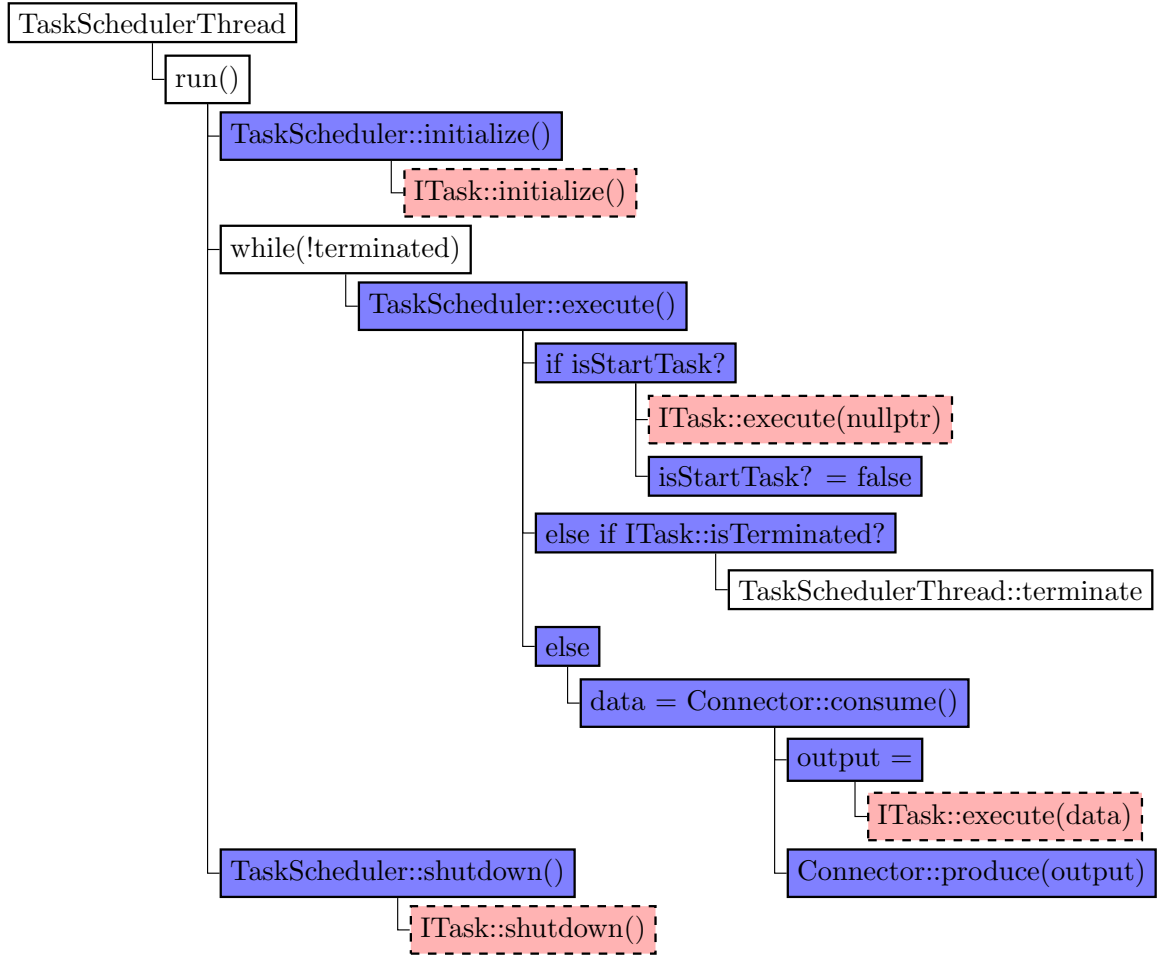 TaskSchedulerThread
run()
TaskScheduler::initialize()
ITask::initialize()
while(!terminated)
TaskScheduler::execute()
if isStartTask?
ITask::execute(nullptr)
isStartTask? = false
else if ITask::isTerminated?
TaskSchedulerThread::terminate
else
data = Connector::consume()
output =
ITask::execute(data)
Connector::produce(output)
TaskScheduler::shutdown()
ITask::shutdown()